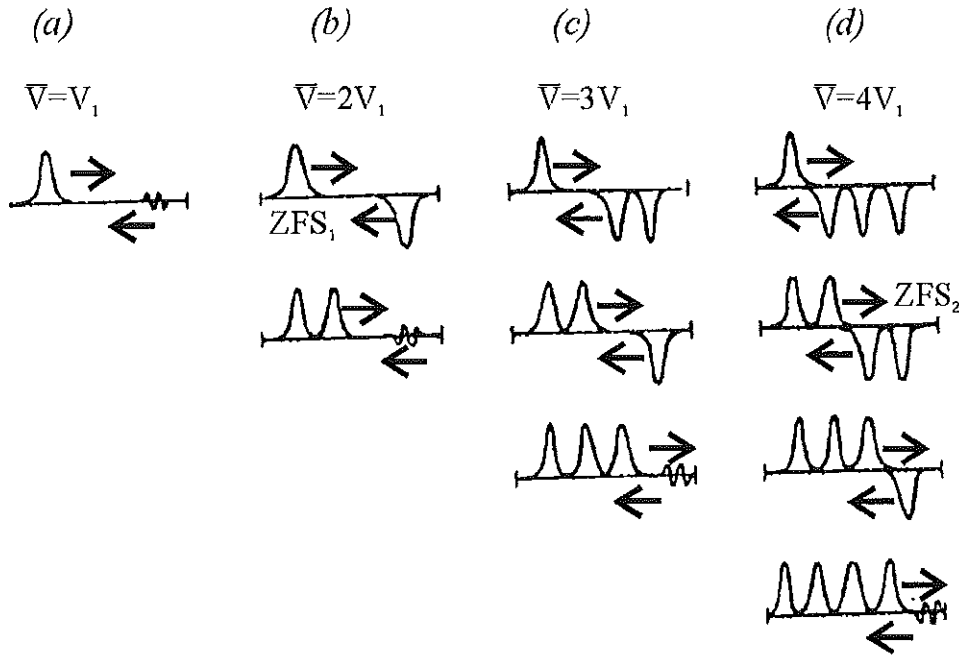 (a) (b) (c) (d)
V̅=V₁ V̅=2V₁ V̅=3V₁ V̅=4V₁
ZFS₁
ZFS₂